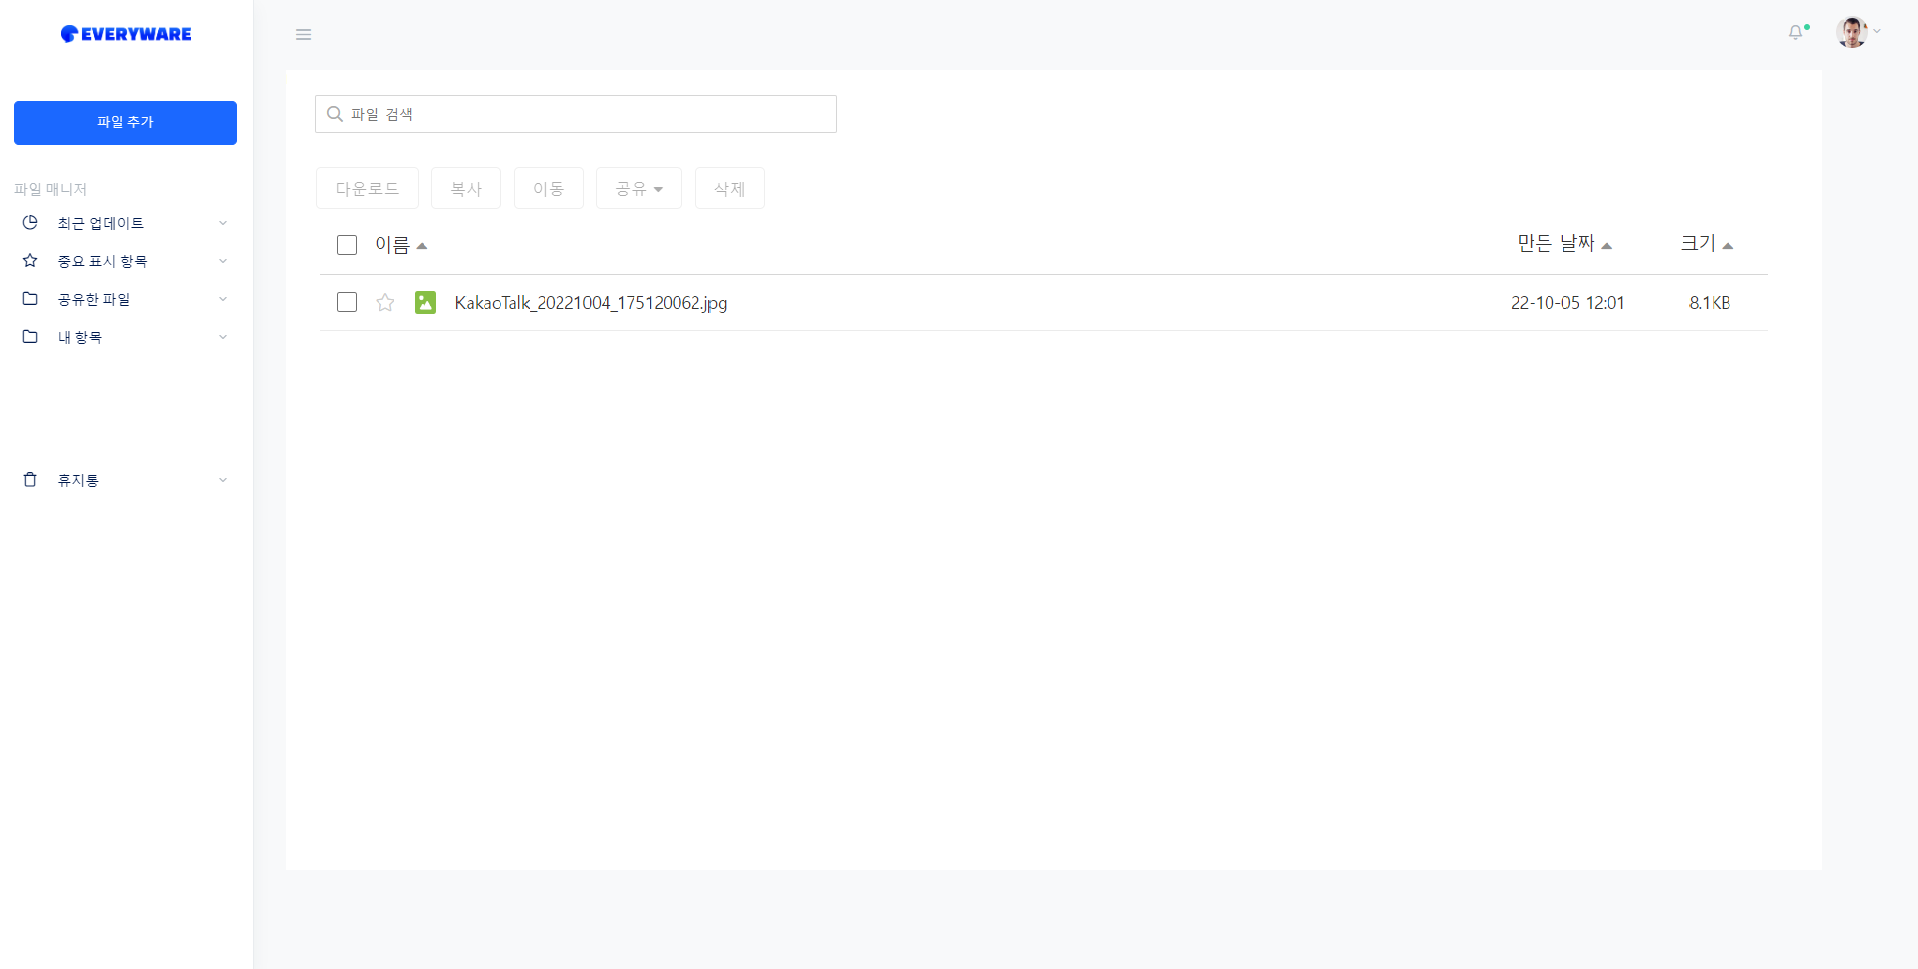 EVERYWARE
파일 추가
파일 매니저
최근 업데이트
중요 표시 항목
공유한 파일
내 항목
휴지통
파일 검색
다운로드 복사 이동 공유 삭제
이름 만든 날짜 크기
KakaoTalk_20221004_175120062.jpg 22-10-05 12:01 8.1KB